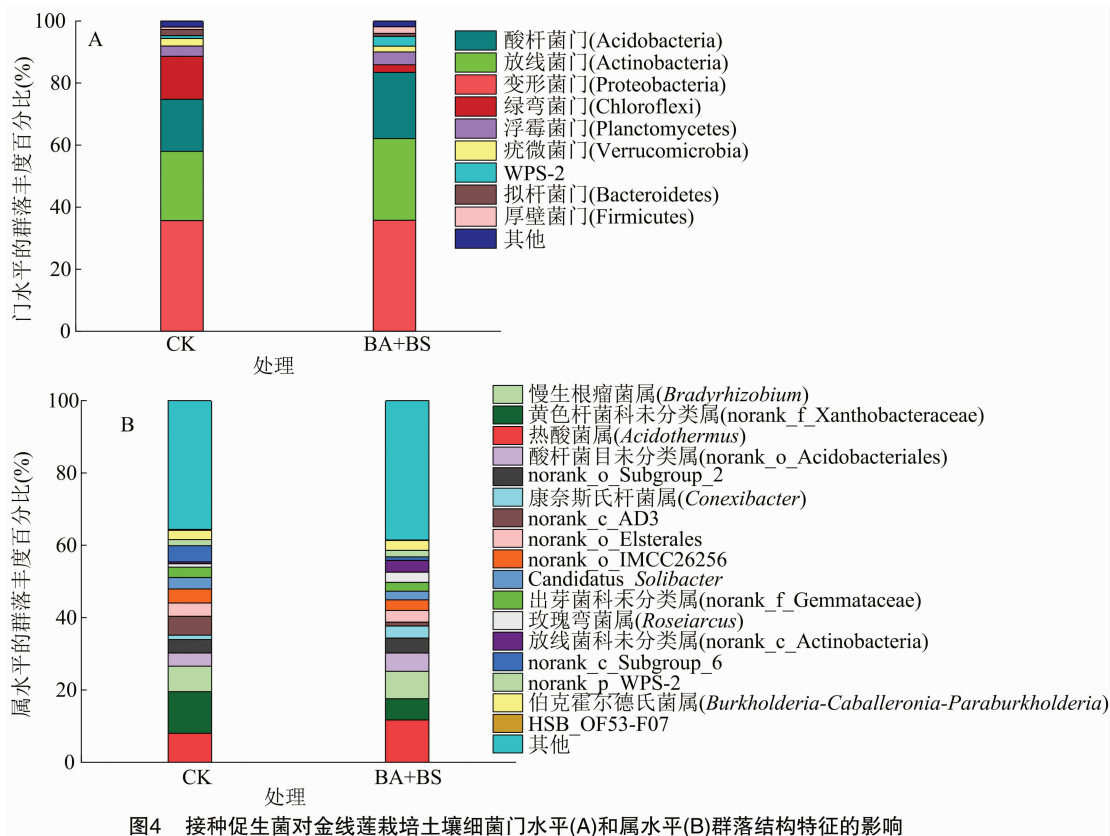 A
门水平的群落丰度百分比(%)
100
80
60
40
20
0
CK
BA+BS
处理
酸杆菌门(Acidobacteria)
放线菌门(Actinobacteria)
变形菌门(Proteobacteria)
绿弯菌门(Chloroflexi)
浮霉菌门(Planctomycetes)
疣微菌门(Verrucomicrobia)
WPS-2
拟杆菌门(Bacteroidetes)
厚壁菌门(Firmicutes)
其他
B
属水平的群落丰度百分比(%)
100
80
60
40
20
0
CK
BA+BS
处理
慢生根瘤菌属(Bradyrhizobium)
黄色杆菌科未分类属(norank_f_Xanthobacteraceae)
热酸菌属(Acidothermus)
酸杆菌目未分类属(norank_o_Acidobacteriales)
norank_o_Subgroup_2
康奈斯氏杆菌属(Conexibacter)
norank_c_AD3
norank_o_Elsterales
norank_o_IMCC26256
Candidatus_Solibacter
出芽菌科未分类属(norank_f_Gemmataceae)
玫瑰弯菌属(Roseiarcus)
放线菌科未分类属(norank_c_Actinobacteria)
norank_c_Subgroup_6
norank_p_WPS-2
伯克霍尔德氏菌属(Burkholderia-Caballeronia-Paraburkholderia)
HSB_OF53-F07
其他
图4 接种促生菌对金线莲栽培土壤细菌门水平(A)和属水平(B)群落结构特征的影响